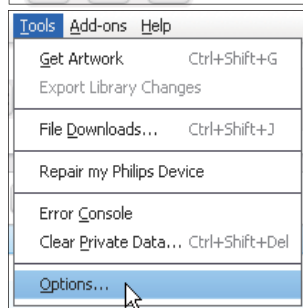 Tools Add-ons Help
Get Artwork Ctrl+Shift+G
Export Library Changes
File Downloads... Ctrl+Shift+J
Repair my Philips Device
Error Console
Clear Private Data... Ctrl+Shift+Del
Options...